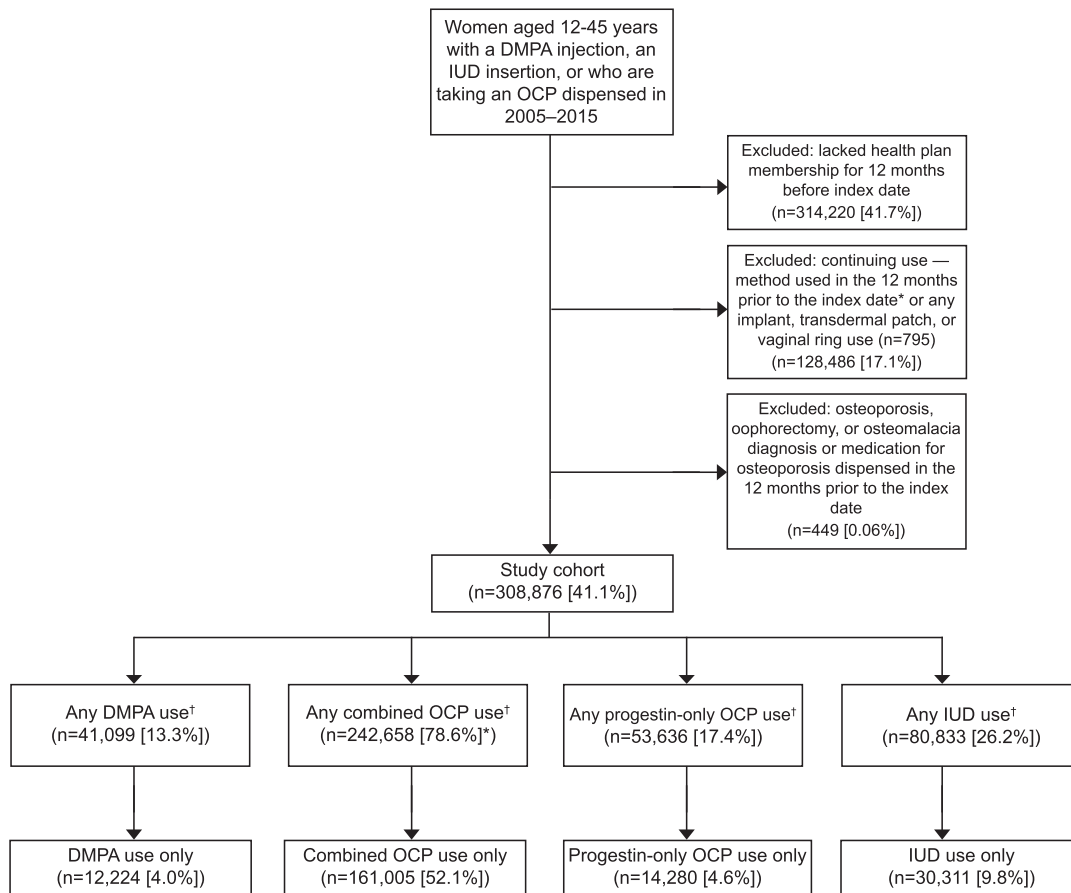 Women aged 12-45 years
with a DMPA injection, an
IUD insertion, or who are
taking an OCP dispensed in
2005–2015
Excluded: lacked health plan
membership for 12 months
before index date
(n=314,220 [41.7%])
Excluded: continuing use —
method used in the 12 months
prior to the index date* or any
implant, transdermal patch, or
vaginal ring use (n=795)
(n=128,486 [17.1%])
Excluded: osteoporosis,
oophorectomy, or osteomalacia
diagnosis or medication for
osteoporosis dispensed in the
12 months prior to the index
date
(n=449 [0.06%])
Study cohort
(n=308,876 [41.1%])
Any DMPA use†
(n=41,099 [13.3%])
Any combined OCP use†
(n=242,658 [78.6%]*)
Any progestin-only OCP use†
(n=53,636 [17.4%])
Any IUD use†
(n=80,833 [26.2%])
DMPA use only
(n=12,224 [4.0%])
Combined OCP use only
(n=161,005 [52.1%])
Progestin-only OCP use only
(n=14,280 [4.6%])
IUD use only
(n=30,311 [9.8%])